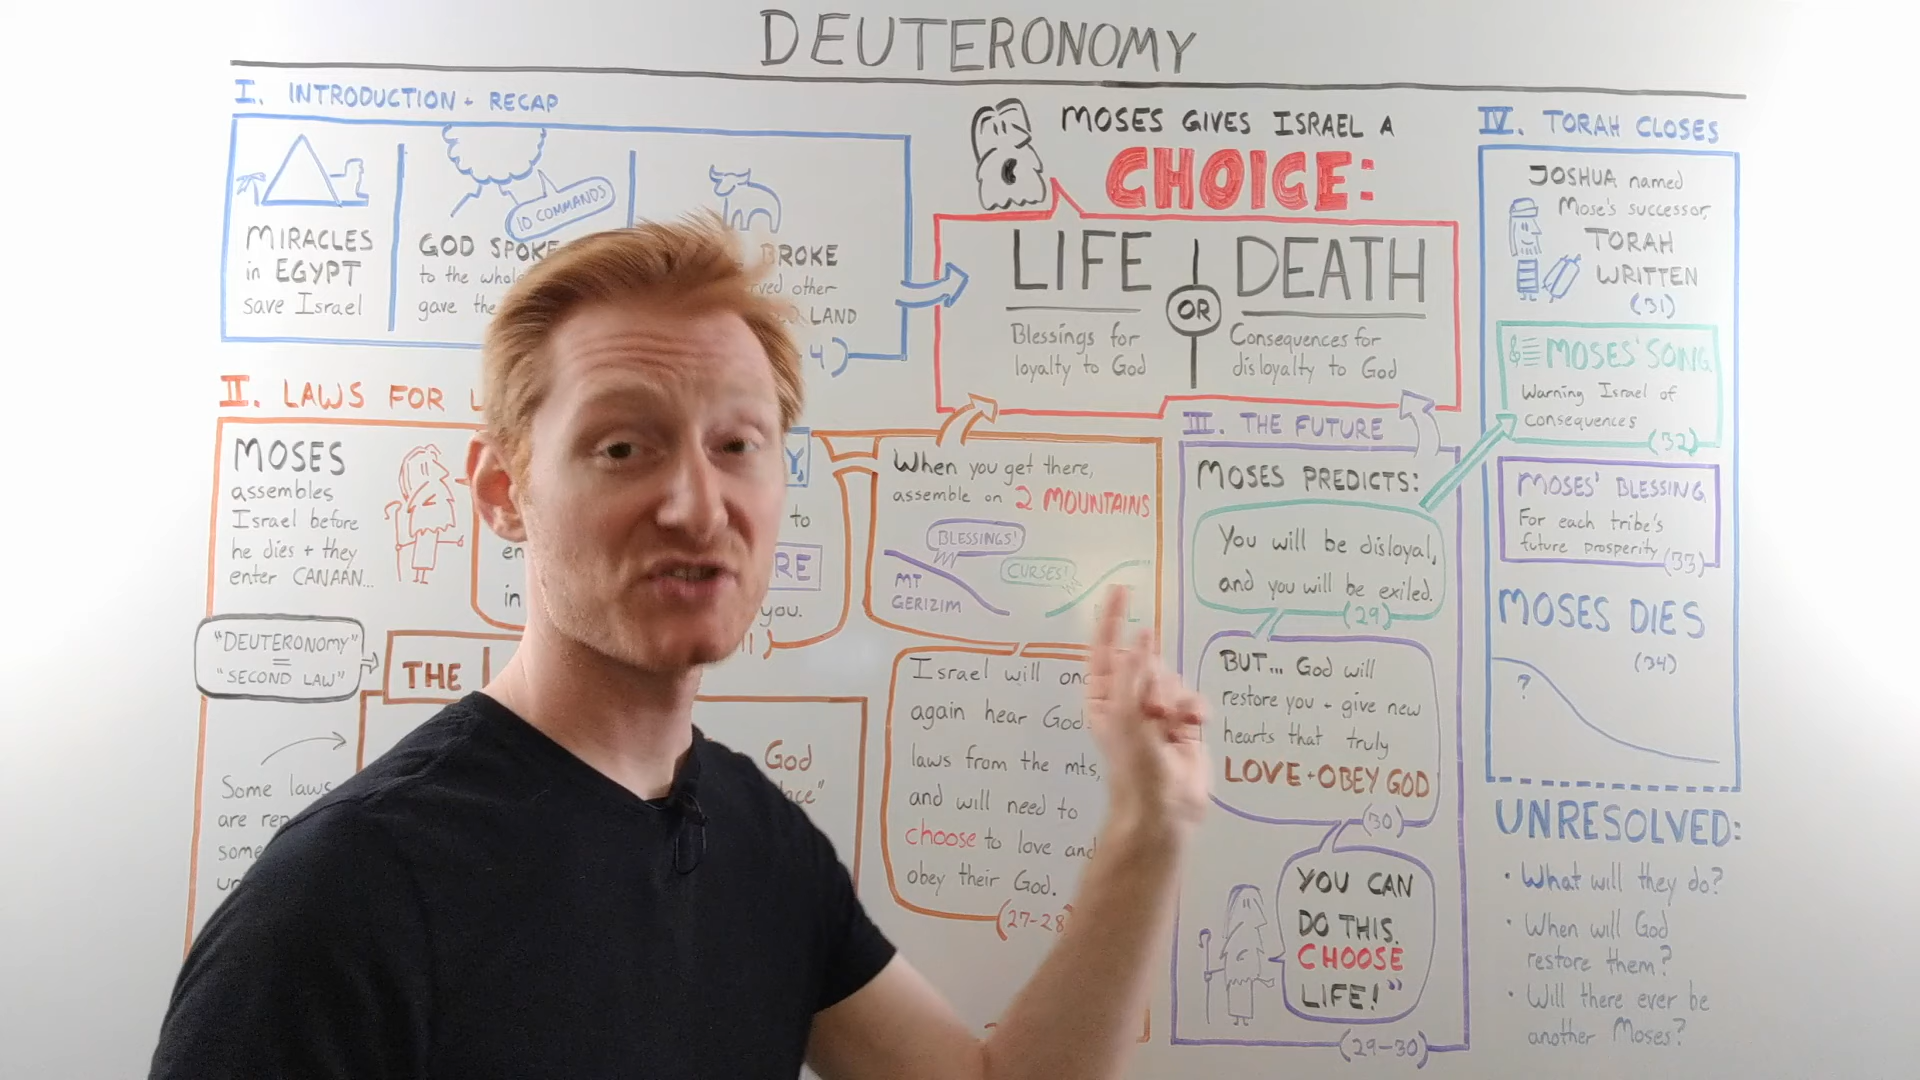 DEUTERONOMY
I. INTRODUCTION + RECAP
MIRACLES
in EGYPT
save Israel
10 COMMANDS
GOD SPOKE
to the whole
gave the
BROKE
other
LAND
4)
MOSES GIVES ISRAEL A
CHOICE:
LIFE
Blessings for
loyalty to God
OR
DEATH
Consequences for
disloyalty to God
II. LAWS FOR
MOSES
assembles
Israel before
he dies + they
enter CANAAN...
to
in
you.
"DEUTERONOMY"
=
"SECOND LAW"
THE
Some laws
are
God
When you get there,
assemble on 2 MOUNTAINS
BLESSINGS!
MT
GERIZIM
CURSES!
Israel will
again hear
laws from the mts,
and will need to
choose to love and
obey their God.
(27-28)
III. THE FUTURE
MOSES PREDICTS:
You will be disloyal,
and you will be exiled.
(29)
BUT... God will
restore you + give new
hearts that truly
LOVE + OBEY GOD
(30)
YOU CAN
DO THIS.
CHOOSE
LIFE!"
(29-30)
IV. TORAH CLOSES
JOSHUA named
Mose's successor,
TORAH
WRITTEN
(31)
MOSES' SONG
Warning Israel of
consequences
(32)
MOSES' BLESSING
For each tribe's
future prosperity
(33)
MOSES DIES
(34)
?
UNRESOLVED:
• What will they do?
• When will God
restore them?
• Will there ever be
another Moses?